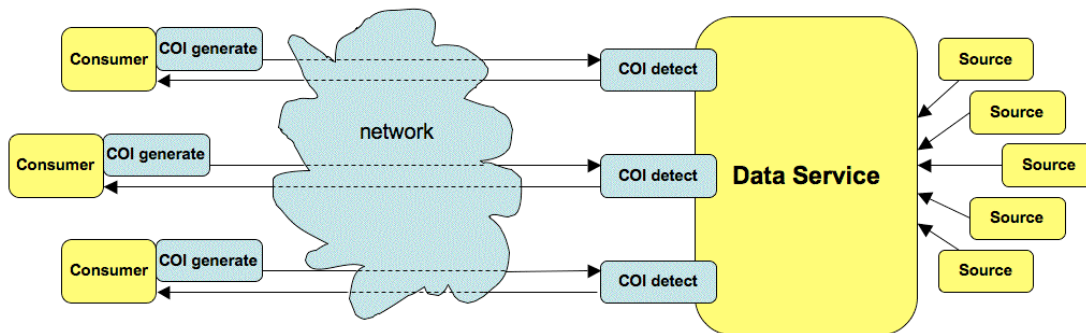 Consumer
COI generate
COI detect
Source
Source
network
Consumer
COI generate
COI detect
Data Service
Source
Source
Consumer
COI generate
COI detect
Source